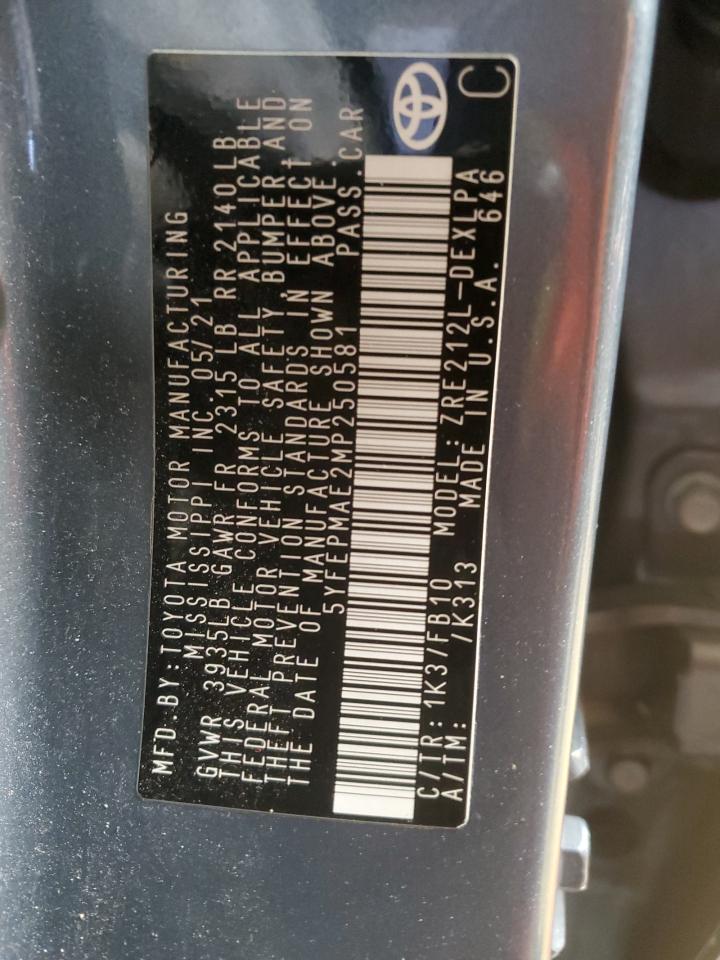 MFD.BY:TOYOTA MOTOR MANUFACTURING
MISSISSIPPI INC. 05/21
GVWR 3935LB GAWR FR 2315 LB RR 2140LB
THIS VEHICLE CONFORMS TO ALL APPLICABLE
FEDERAL MOTOR VEHICLE SAFETY BUMPER AND
THEFT PREVENTION STANDARDS IN EFFECT ON
THE DATE OF MANUFACTURE SHOWN ABOVE.
5YFEPMAE2MP250581 PASS.CAR
C/TR:1K3/FB10 MODEL:ZRE212L-DEXLPA
A/TM: /K313 MADE IN U.S.A. 646
C